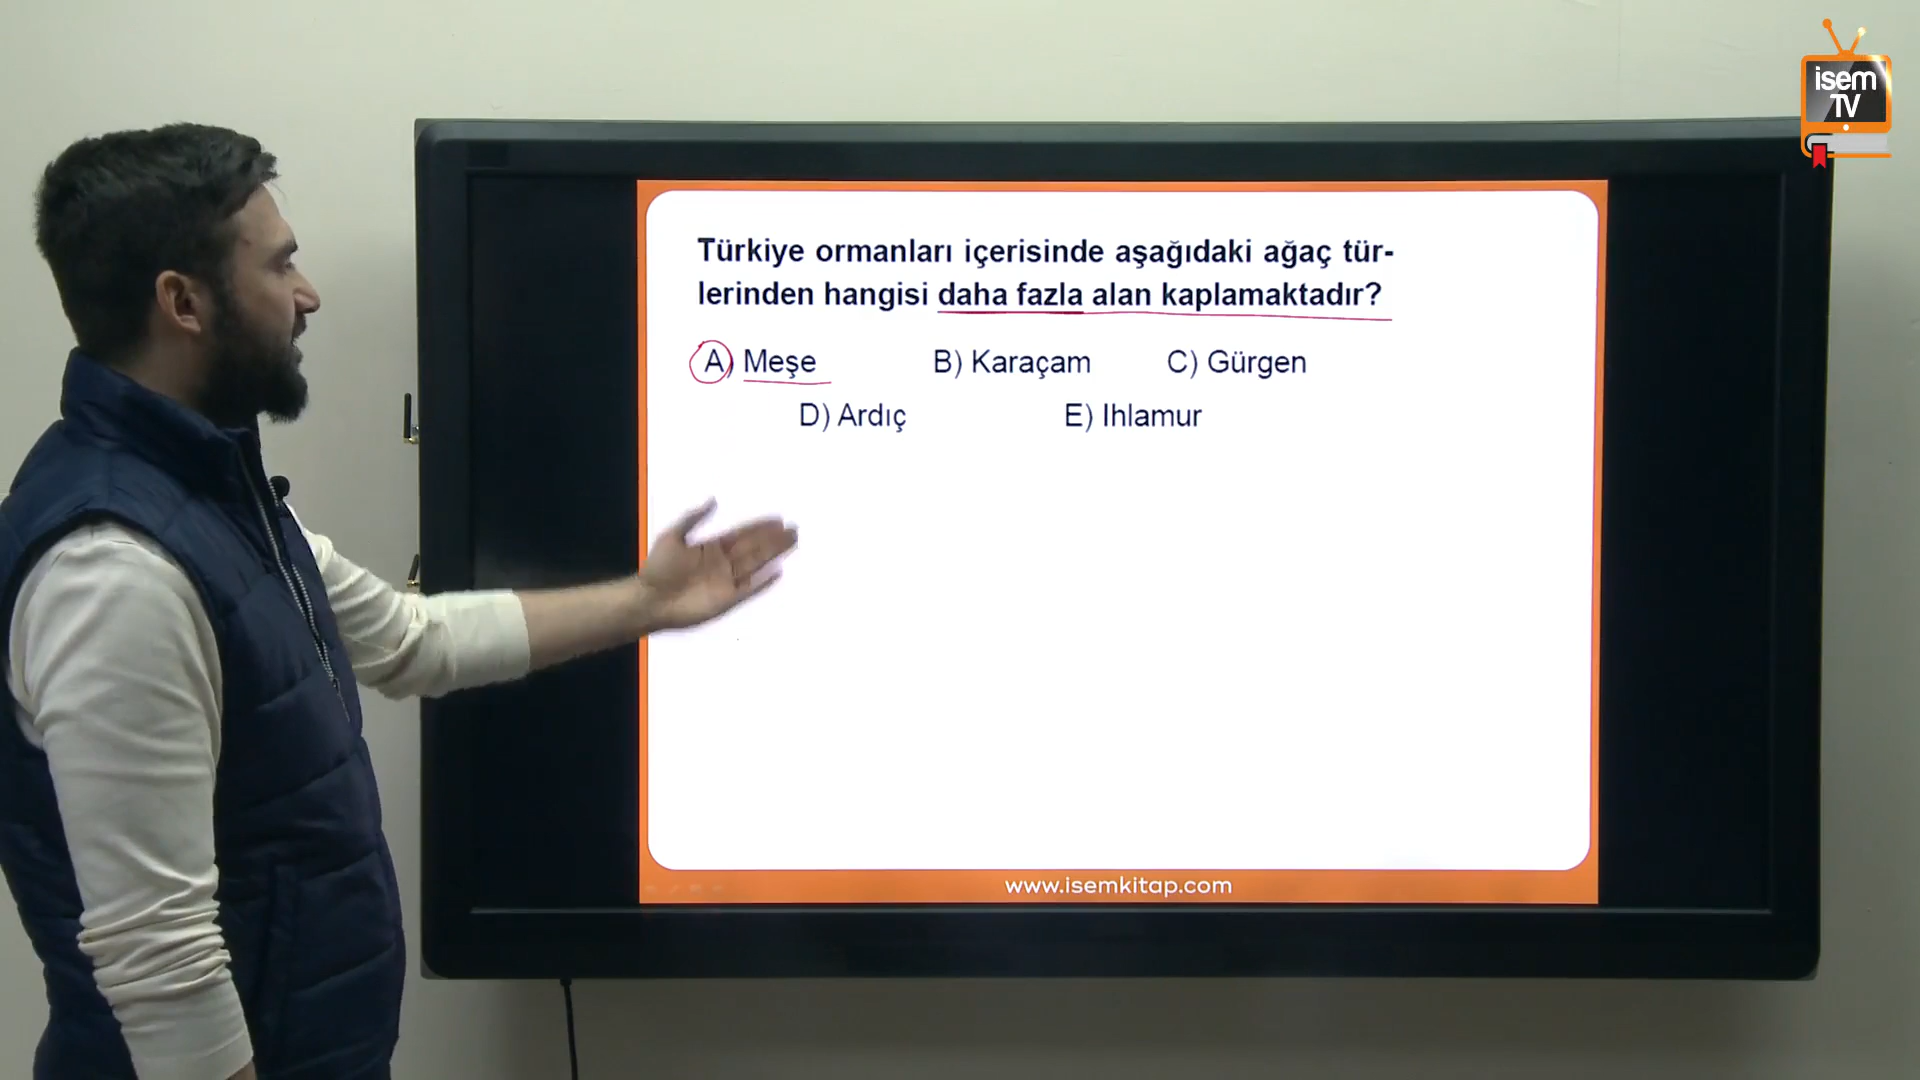 isem
TV
Türkiye ormanları içerisinde aşağıdaki ağaç tür-
lerinden hangisi daha fazla alan kaplamaktadır?
A) Meşe B) Karaçam C) Gürgen
D) Ardıç E) Ihlamur
www.isemkitap.com